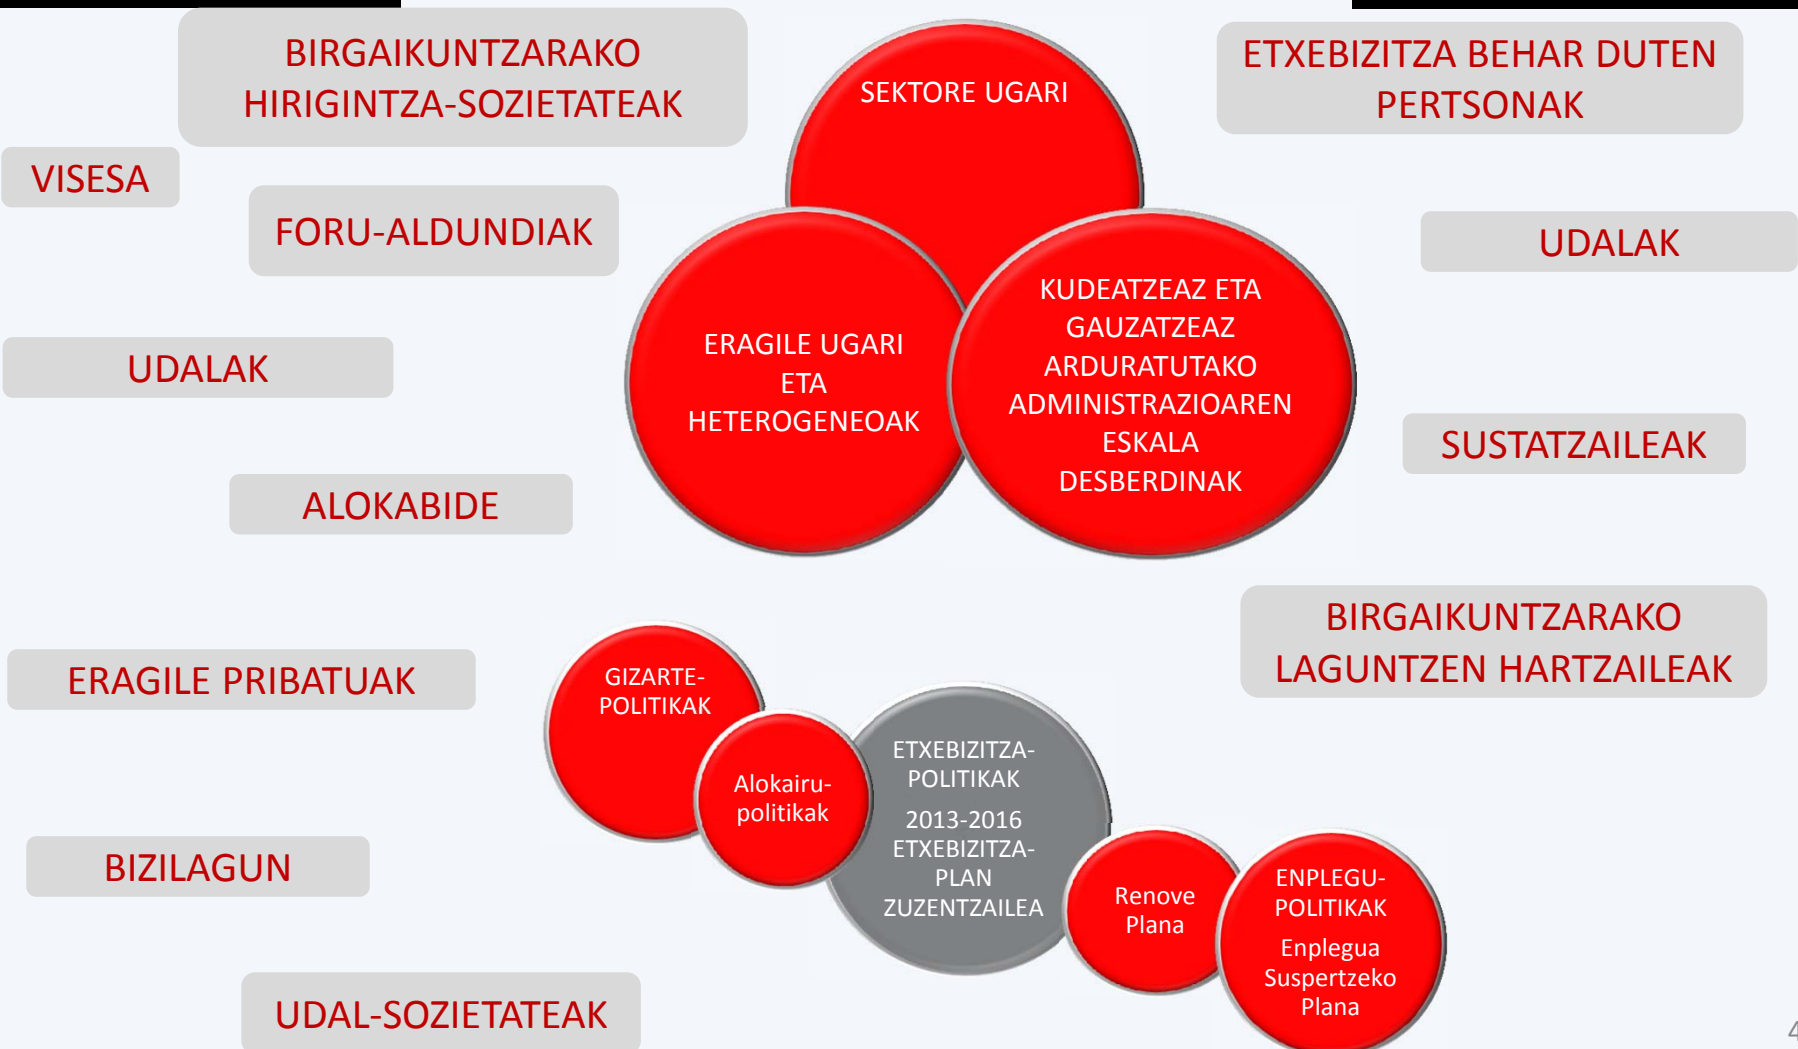 BIRGAIKUNTZARAKO
HIRIGINTZA-SOZIETATEAK
SEKTORE UGARI
ETXEBIZITZA BEHAR DUTEN
PERTSONAK
VISESA
FORU-ALDUNDIAK
UDALAK
ERAGILE UGARI
ETA
HETEROGENEOAK
KUDEATZEAZ ETA
GAUZATZEAZ
ARDURATUTAKO
ADMINISTRAZIOAREN
ESKALA
DESBERDINAK
UDALAK
SUSTATZAILEAK
ALOKABIDE
BIRGAIKUNTZARAKO
LAGUNTZEN HARTZAILEAK
ERAGILE PRIBATUAK
GIZARTE-
POLITIKAK
Alokairu-
politikak
ETXEBIZITZA-
POLITIKAK
2013-2016
ETXEBIZITZA-
PLAN
ZUZENTZAILEA
BIZILAGUN
Renove
Plana
ENPLEGU-
POLITIKAK
Enplegua
Suspertzeko
Plana
UDAL-SOZIETATEAK
4